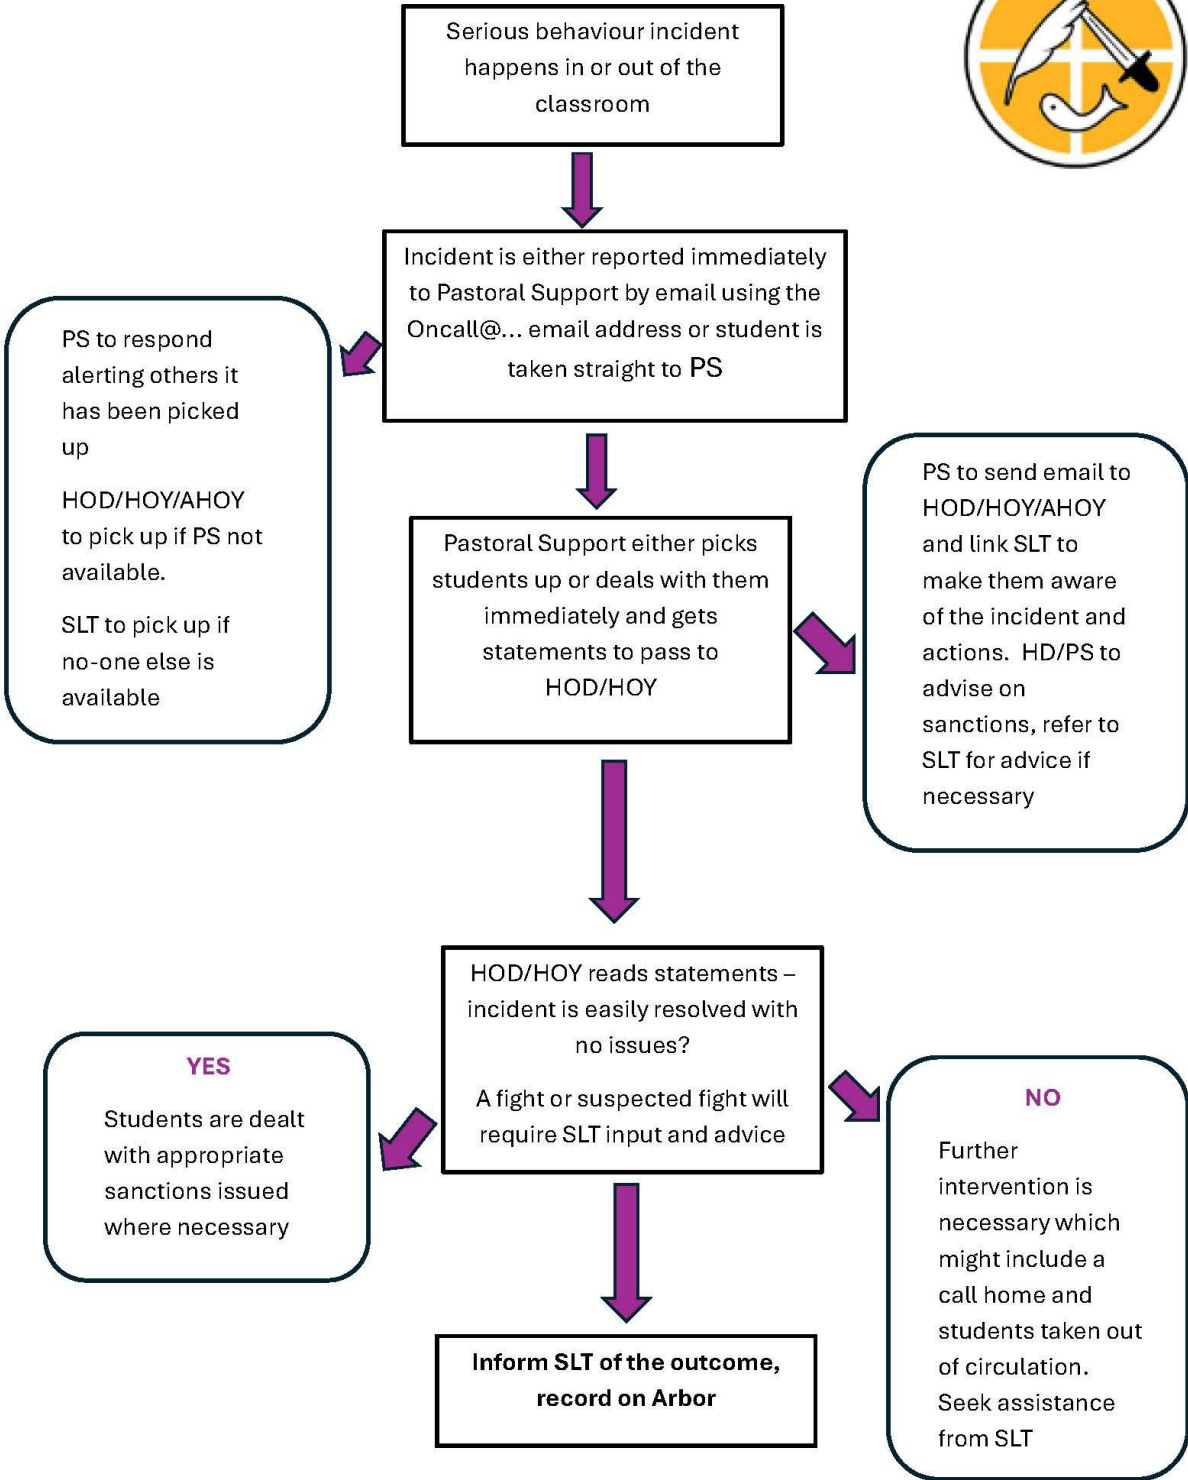 Serious behaviour incident
happens in or out of the
classroom
Incident is either reported immediately
to Pastoral Support by email using the
Oncall@... email address or student is
taken straight to PS
PS to respond
alerting others it
has been picked
up
HOD/HOY/AHOY
to pick up if PS not
available.
SLT to pick up if
no-one else is
available
Pastoral Support either picks
students up or deals with them
immediately and gets
statements to pass to
HOD/HOY
PS to send email to
HOD/HOY/AHOY
and link SLT to
make them aware
of the incident and
actions.  HD/PS to
advise on
sanctions, refer to
SLT for advice if
necessary
HOD/HOY reads statements –
incident is easily resolved with
no issues?
A fight or suspected fight will
require SLT input and advice
YES
Students are dealt
with appropriate
sanctions issued
where necessary
NO
Further
intervention is
necessary which
might include a
call home and
students taken out
of circulation.
Seek assistance
from SLT
Inform SLT of the outcome,
record on Arbor